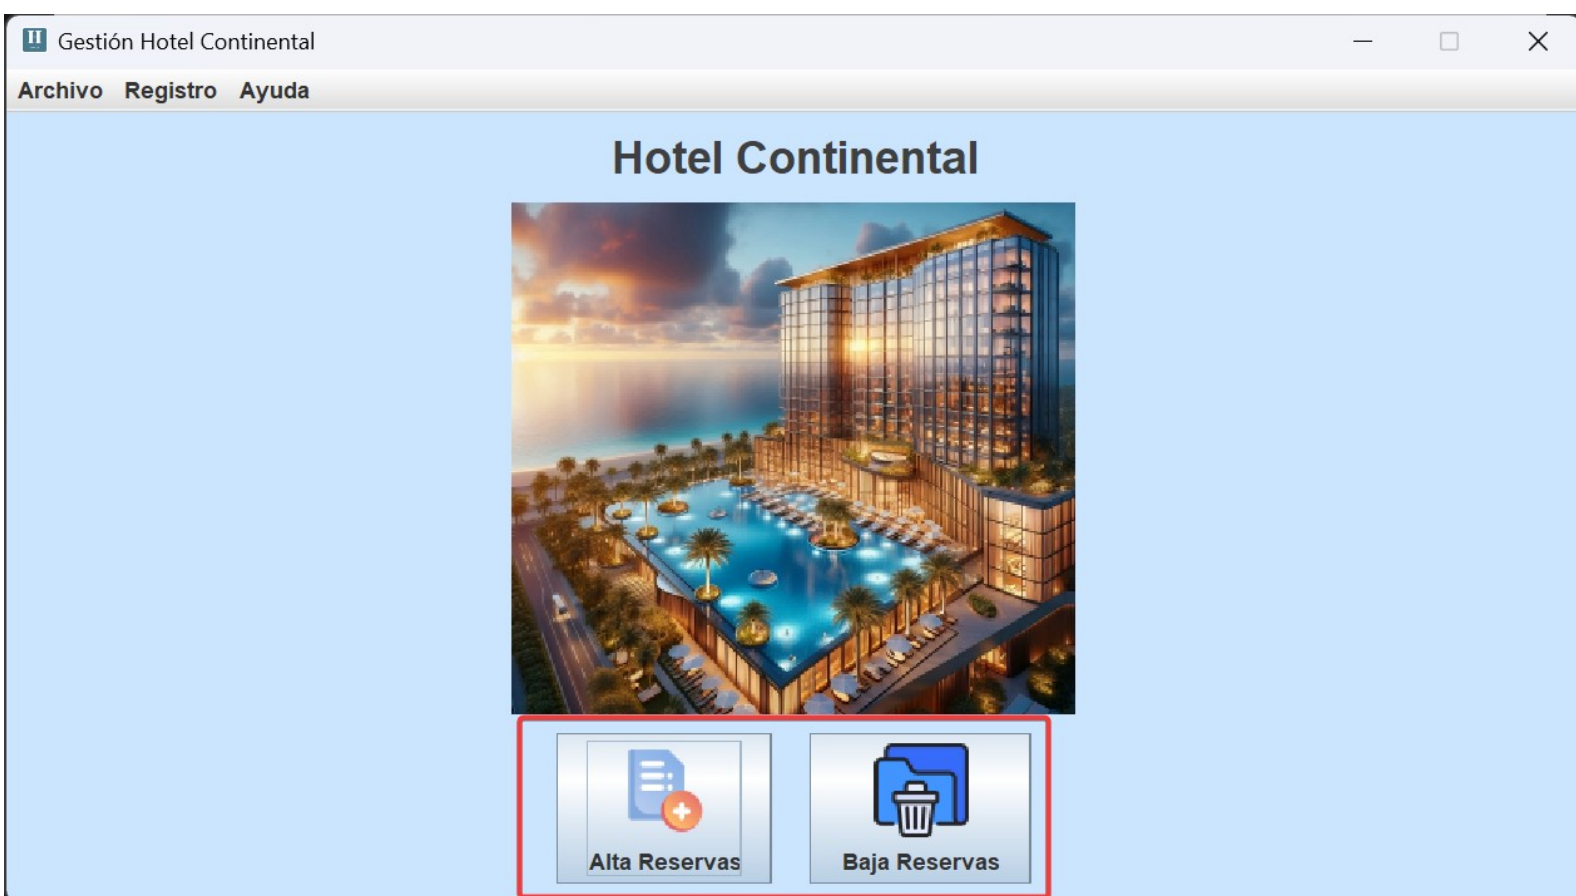 Gestión Hotel Continental
Archivo Registro Ayuda
Hotel Continental
Alta Reservas
Baja Reservas